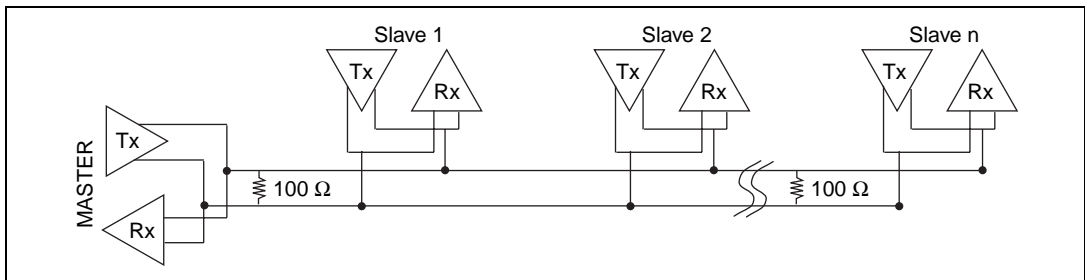 Slave 1
Slave 2
Slave n
Tx
Rx
Tx
Rx
Tx
Rx
MASTER
Tx
Rx
100 Ω
100 Ω